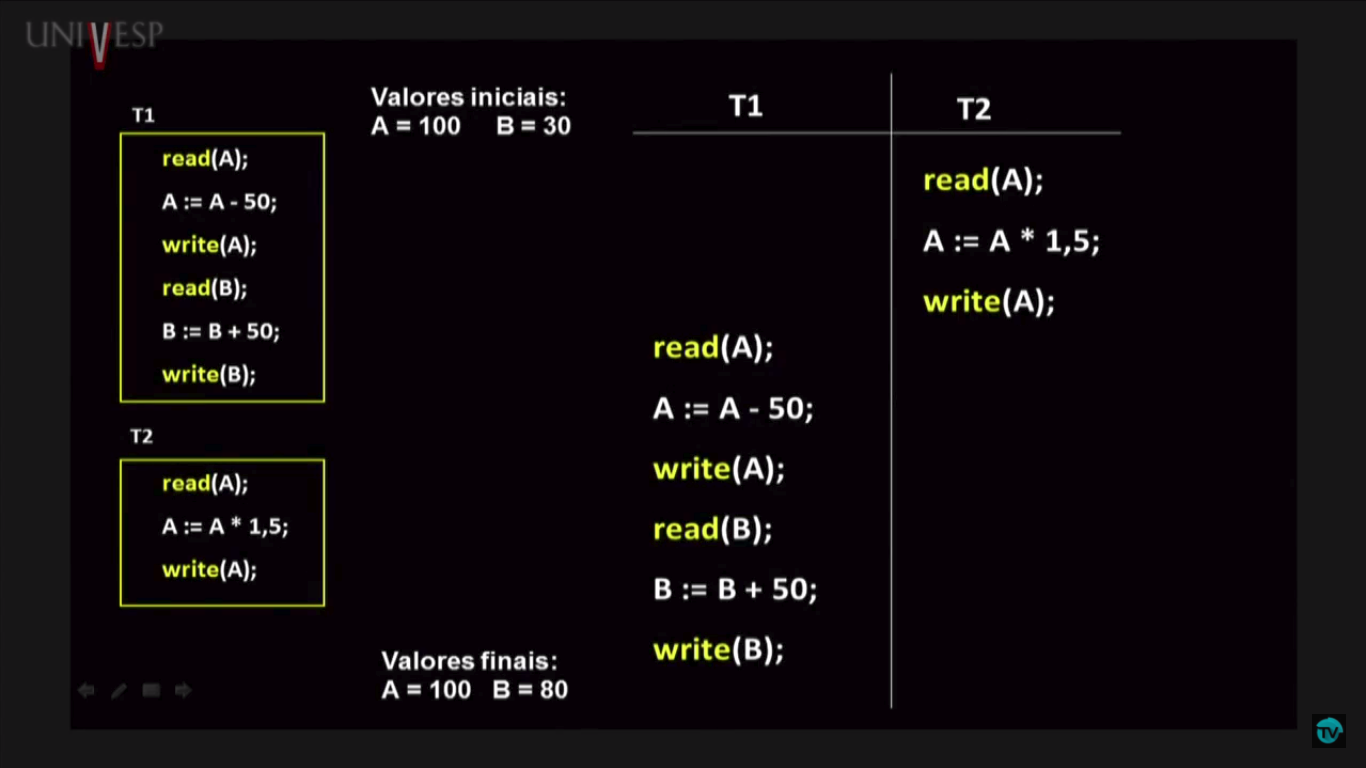 UNIVESP
T1
read(A);
A := A - 50;
write(A);
read(B);
B := B + 50;
write(B);
T2
read(A);
A := A * 1,5;
write(A);
Valores iniciais:
A = 100 B = 30
Valores finais:
A = 100 B = 80
T1 T2
read(A);
A := A * 1,5;
write(A);
read(A);
A := A - 50;
write(A);
read(B);
B := B + 50;
write(B);
TV